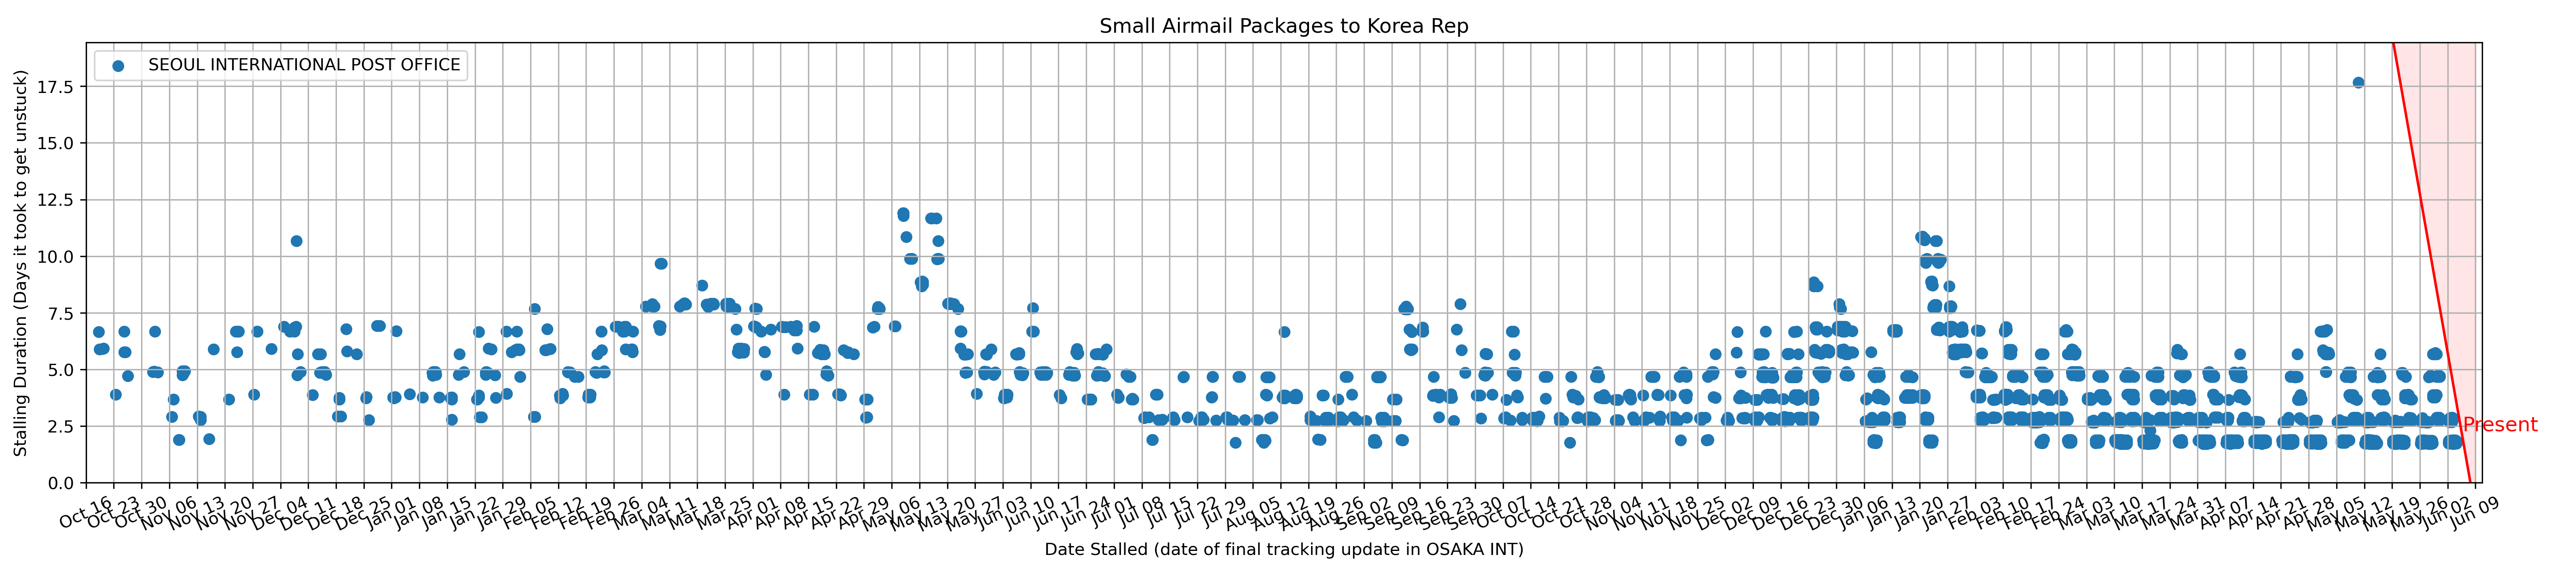 Small Airmail Packages to Korea Rep
SEOUL INTERNATIONAL POST OFFICE
Stalling Duration (Days it took to get unstuck)
17.5
15.0
12.5
10.0
7.5
5.0
2.5
0.0
Present
Oct 16 Oct 23 Oct 30 Nov 06 Nov 13 Nov 20 Nov 27 Dec 04 Dec 11 Dec 18 Dec 25 Jan 01 Jan 08 Jan 15 Jan 22 Jan 29 Feb 05 Feb 12 Feb 19 Feb 26 Mar 04 Mar 11 Mar 18 Mar 25 Apr 01 Apr 08 Apr 15 Apr 22 Apr 29 May 06 May 13 May 20 May 27 Jun 03 Jun 10 Jun 17 Jun 24 Jul 01 Jul 08 Jul 15 Jul 22 Jul 29 Aug 05 Aug 12 Aug 19 Aug 26 Sep 02 Sep 09 Sep 16 Sep 23 Sep 30 Oct 07 Oct 14 Oct 21 Oct 28 Nov 04 Nov 11 Nov 18 Nov 25 Dec 02 Dec 09 Dec 16 Dec 23 Dec 30 Jan 06 Jan 13 Jan 20 Jan 27 Feb 03 Feb 10 Feb 17 Feb 24 Mar 03 Mar 10 Mar 17 Mar 24 Mar 31 Apr 07 Apr 14 Apr 21 Apr 28 May 05 May 12 May 19 May 26 Jun 02 Jun 09
Date Stalled (date of final tracking update in OSAKA INT)